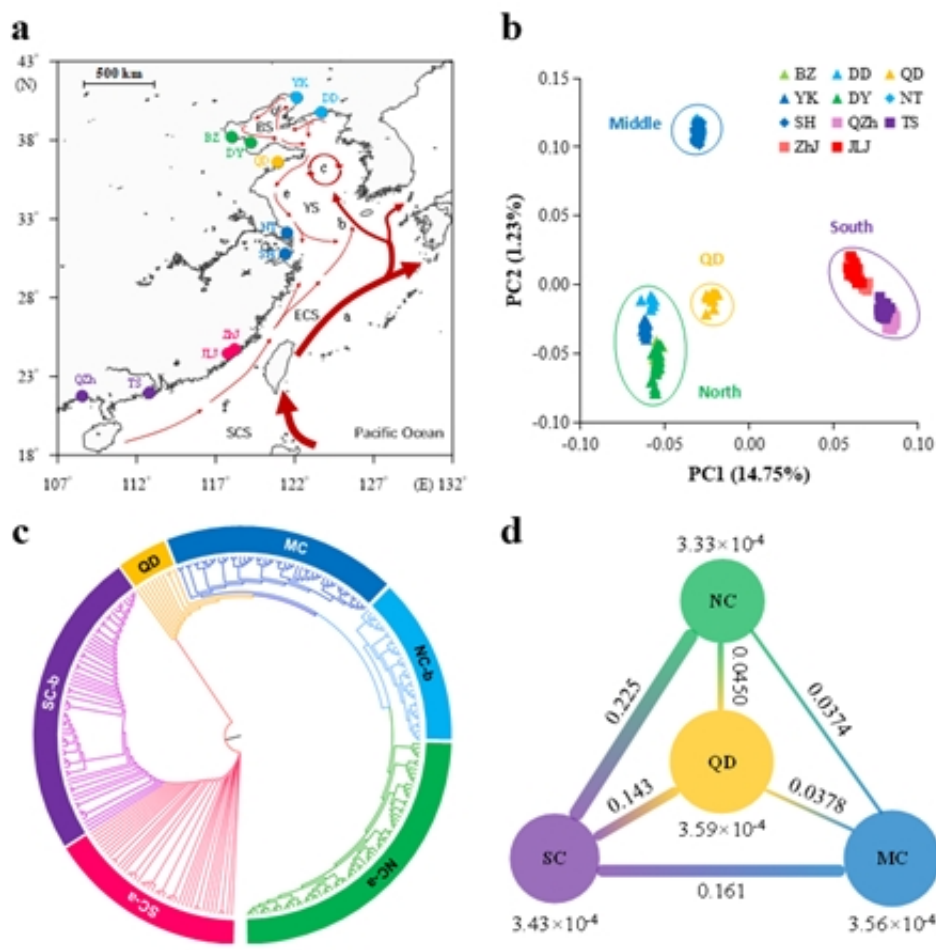 a
43°
(N)
500 km
YK
DD
BS
38°
BZ
DY
QD
c
e
YS
b
33°
NT
SH
28°
ECS
a
ZhJ
JLJ
23°
QZh
TS
f
SCS
Pacific Ocean
18°
107°
112°
117°
122°
127°
(E) 132°
b
0.15
BZ
DD
QD
YK
DY
NT
SH
QZh
TS
ZhJ
JLJ
Middle
0.10
0.05
South
PC2 (1.23%)
QD
0.00
-0.05
North
-0.10
-0.10
-0.05
0.00
0.05
0.10
PC1 (14.75%)
c
MC
QD
NC-b
SC-b
NC-a
SC-a
d
3.33×10⁻⁴
NC
0.0450
0.225
0.0374
QD
0.143
0.0378
3.59×10⁻⁴
SC
MC
0.161
3.43×10⁻⁴
3.56×10⁻⁴